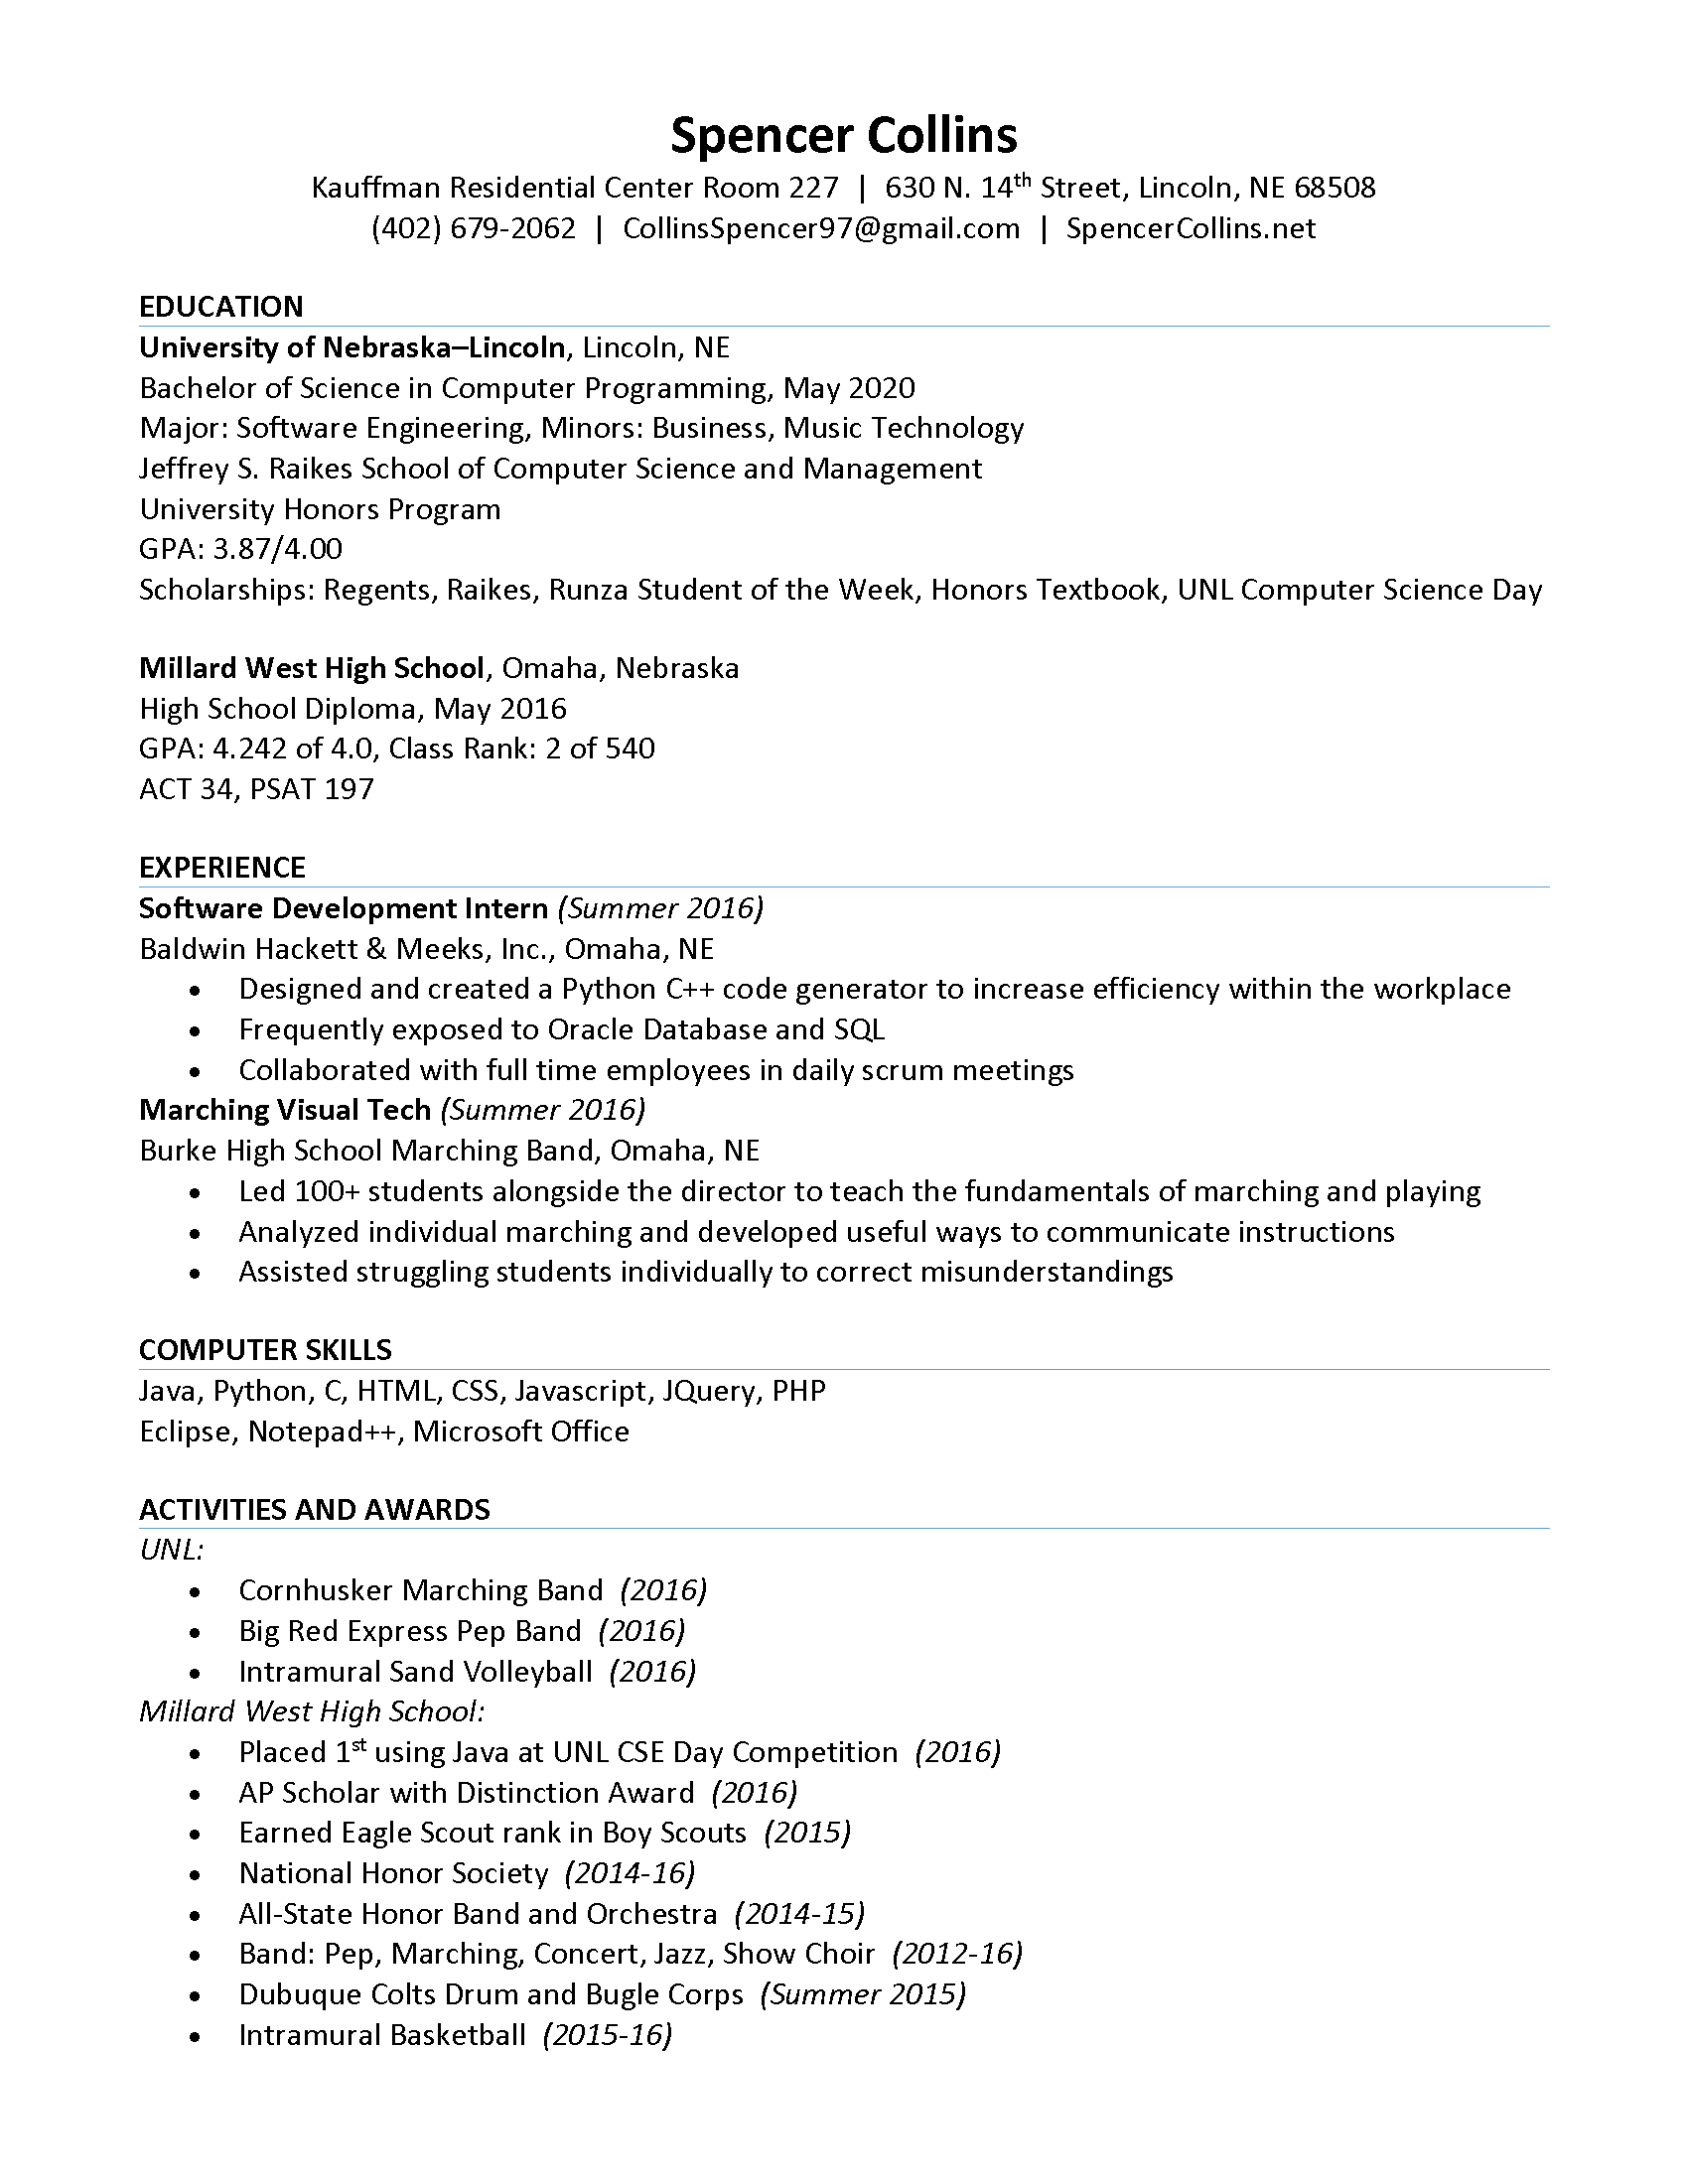 Spencer Collins
Kauffman Residential Center Room 227 | 630 N. 14th Street, Lincoln, NE 68508
(402) 679-2062 | CollinsSpencer97@gmail.com | SpencerCollins.net
EDUCATION
University of Nebraska–Lincoln, Lincoln, NE
Bachelor of Science in Computer Programming, May 2020
Major: Software Engineering, Minors: Business, Music Technology
Jeffrey S. Raikes School of Computer Science and Management
University Honors Program
GPA: 3.87/4.00
Scholarships: Regents, Raikes, Runza Student of the Week, Honors Textbook, UNL Computer Science Day
Millard West High School, Omaha, Nebraska
High School Diploma, May 2016
GPA: 4.242 of 4.0, Class Rank: 2 of 540
ACT 34, PSAT 197
EXPERIENCE
Software Development Intern (Summer 2016)
Baldwin Hackett & Meeks, Inc., Omaha, NE
• Designed and created a Python C++ code generator to increase efficiency within the workplace
• Frequently exposed to Oracle Database and SQL
• Collaborated with full time employees in daily scrum meetings
Marching Visual Tech (Summer 2016)
Burke High School Marching Band, Omaha, NE
• Led 100+ students alongside the director to teach the fundamentals of marching and playing
• Analyzed individual marching and developed useful ways to communicate instructions
• Assisted struggling students individually to correct misunderstandings
COMPUTER SKILLS
Java, Python, C, HTML, CSS, Javascript, JQuery, PHP
Eclipse, Notepad++, Microsoft Office
ACTIVITIES AND AWARDS
UNL:
• Cornhusker Marching Band (2016)
• Big Red Express Pep Band (2016)
• Intramural Sand Volleyball (2016)
Millard West High School:
• Placed 1st using Java at UNL CSE Day Competition (2016)
• AP Scholar with Distinction Award (2016)
• Earned Eagle Scout rank in Boy Scouts (2015)
• National Honor Society (2014-16)
• All-State Honor Band and Orchestra (2014-15)
• Band: Pep, Marching, Concert, Jazz, Show Choir (2012-16)
• Dubuque Colts Drum and Bugle Corps (Summer 2015)
• Intramural Basketball (2015-16)